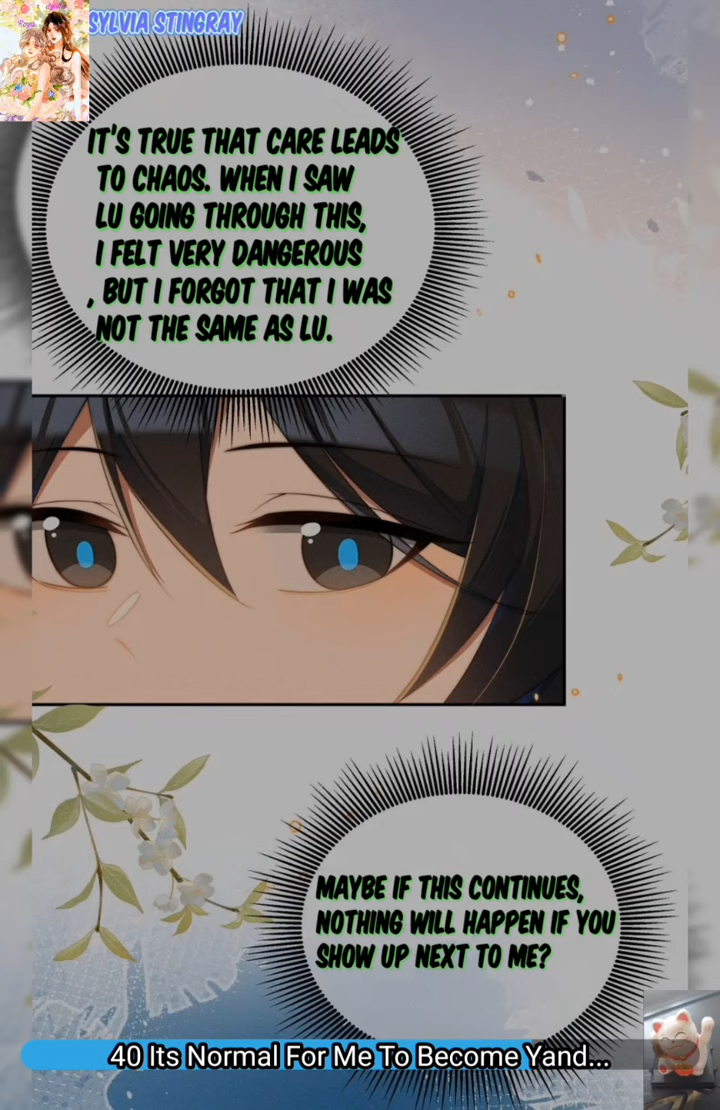 SYLVIA STINGRAY
IT'S TRUE THAT CARE LEADS
TO CHAOS. WHEN I SAW
LU GOING THROUGH THIS,
I FELT VERY DANGEROUS
, BUT I FORGOT THAT I WAS
NOT THE SAME AS LU.
MAYBE IF THIS CONTINUES,
NOTHING WILL HAPPEN IF YOU
SHOW UP NEXT TO ME?
40 Its Normal For Me To Become Yand...